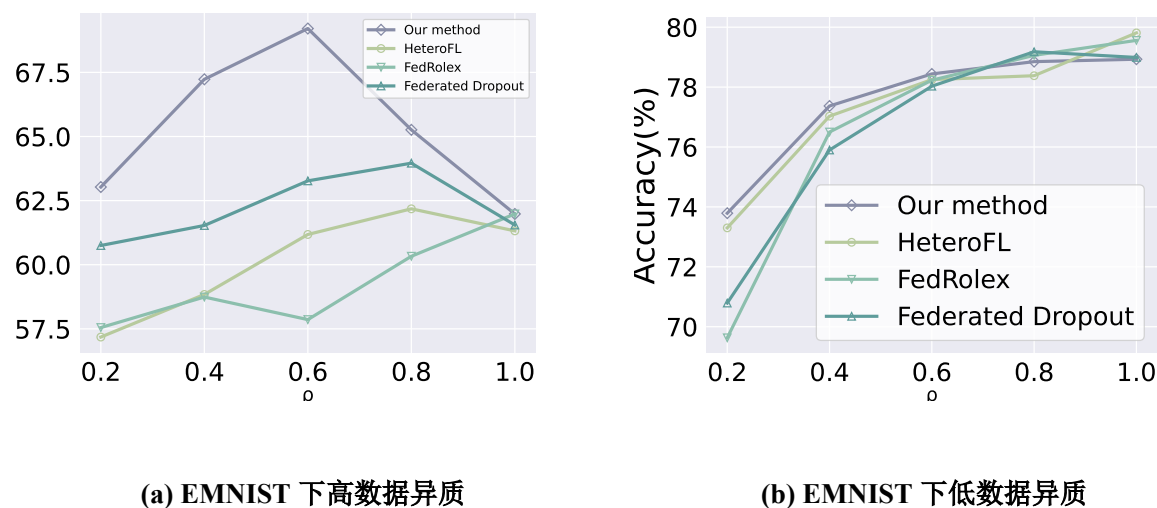 67.5
65.0
62.5
60.0
57.5
0.2 0.4 0.6 0.8 1.0
ρ
Our method
HeteroFL
FedRolex
Federated Dropout
(a) EMNIST 下高数据异质
Accuracy(%)
80
78
76
74
72
70
0.2 0.4 0.6 0.8 1.0
ρ
Our method
HeteroFL
FedRolex
Federated Dropout
(b) EMNIST 下低数据异质